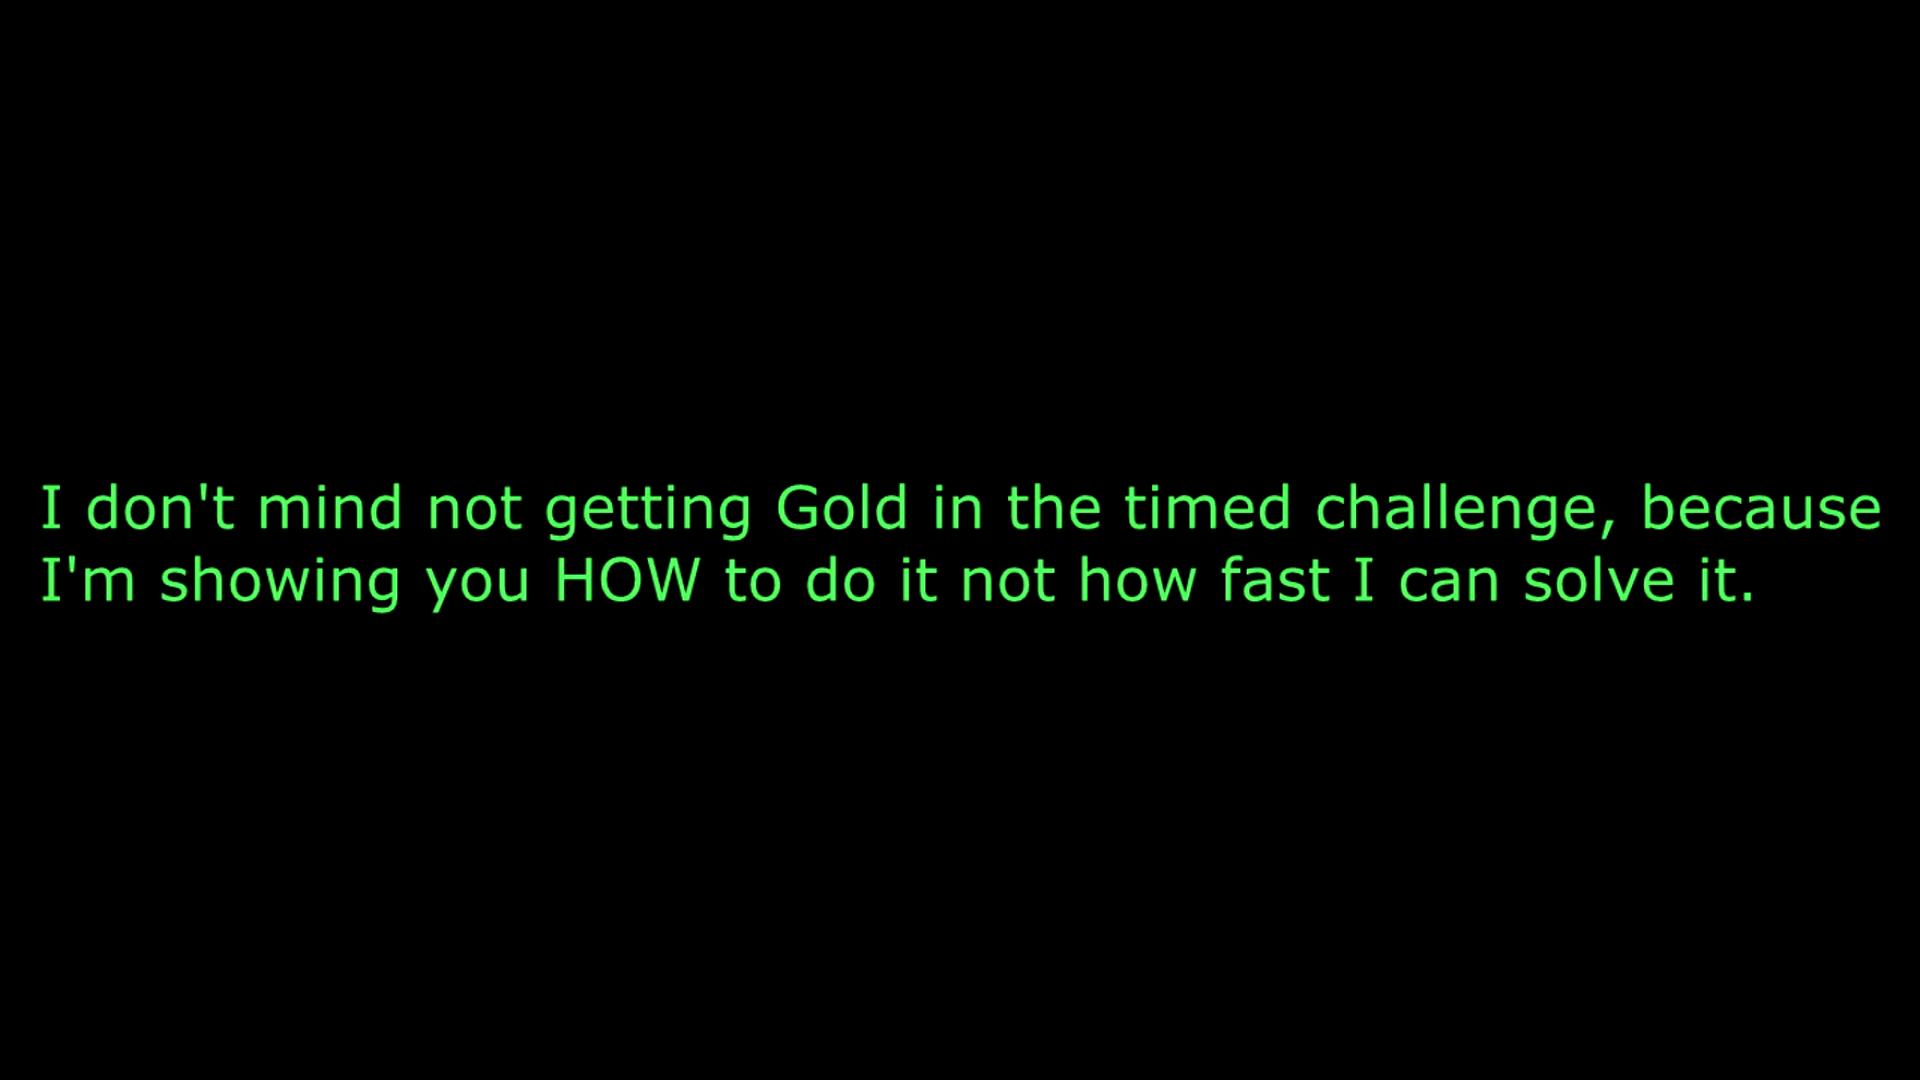 I don't mind not getting Gold in the timed challenge, because
I'm showing you HOW to do it not how fast I can solve it.